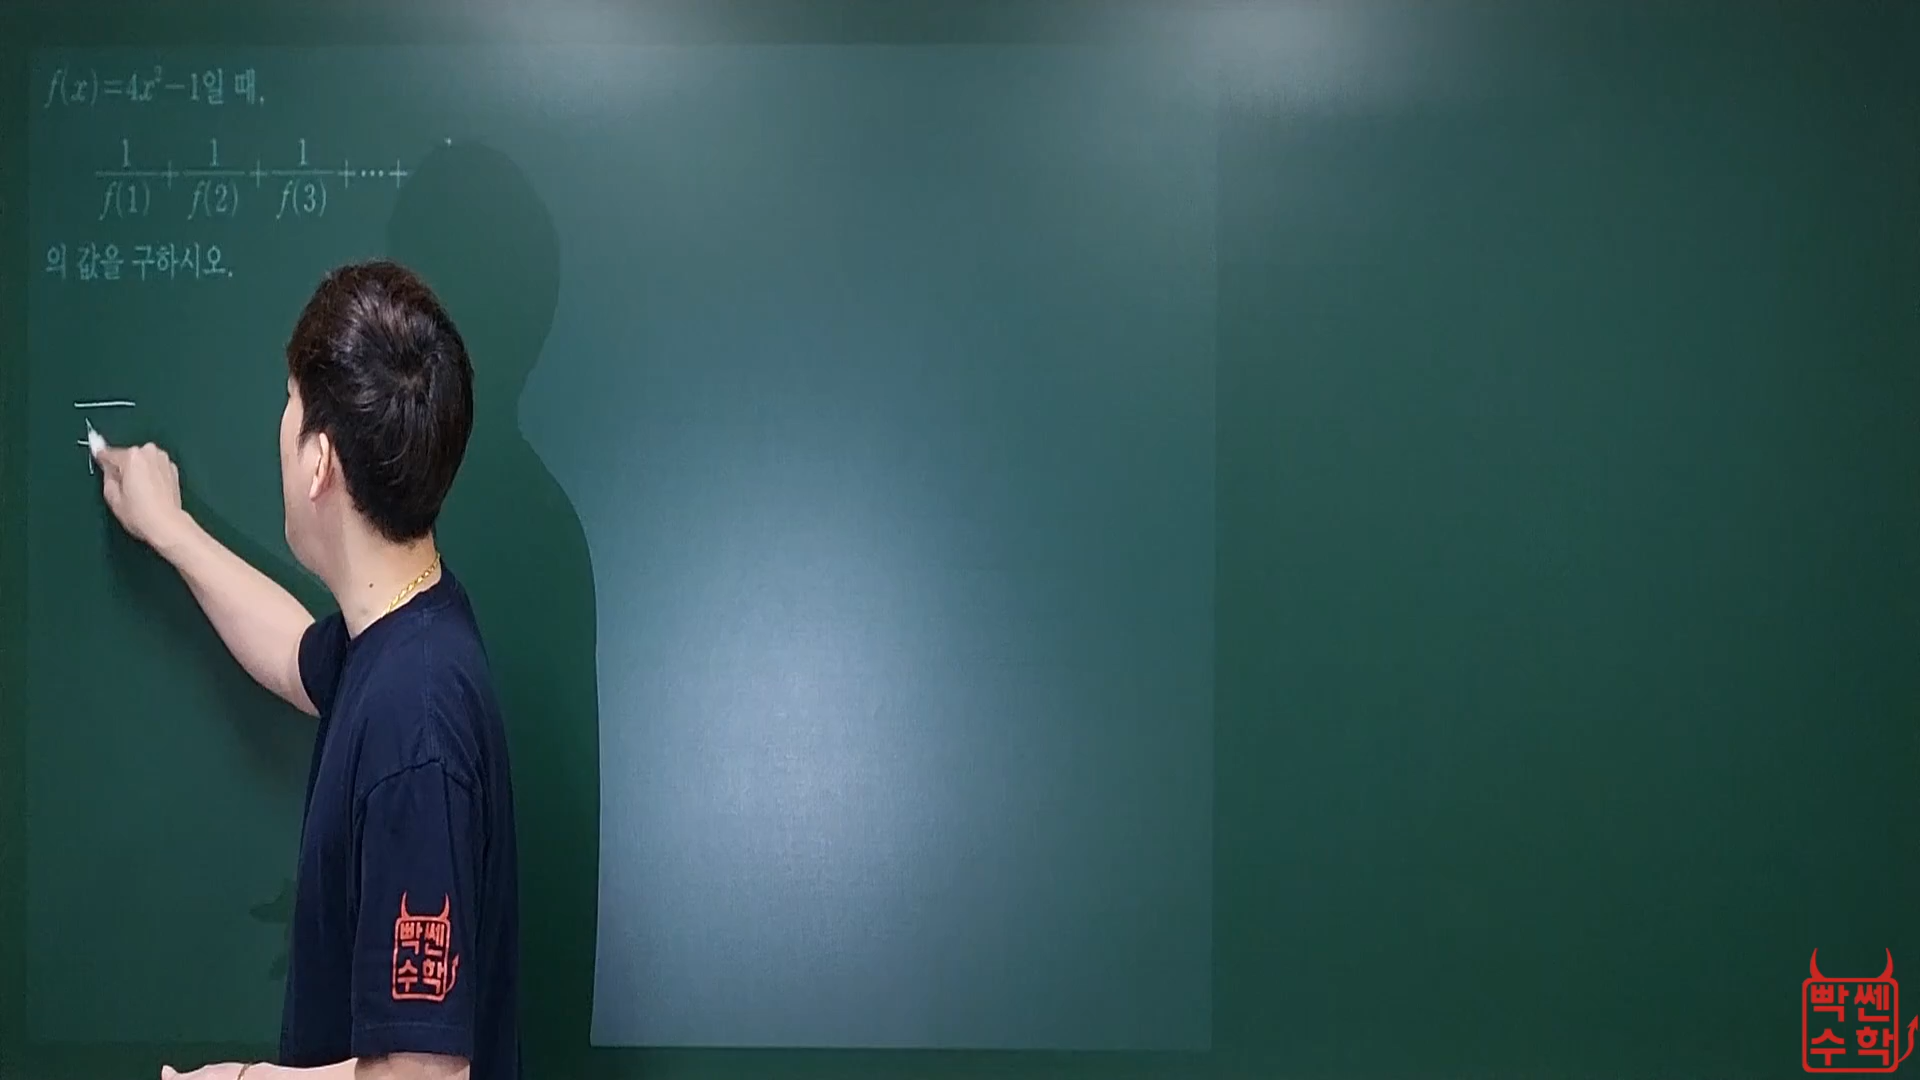 f(x)=4x²-1일 때,
1/f(1) + 1/f(2) + 1/f(3) + ⋯ +
의 값을 구하시오.
f
빡쎈
수학
빡쎈
수학